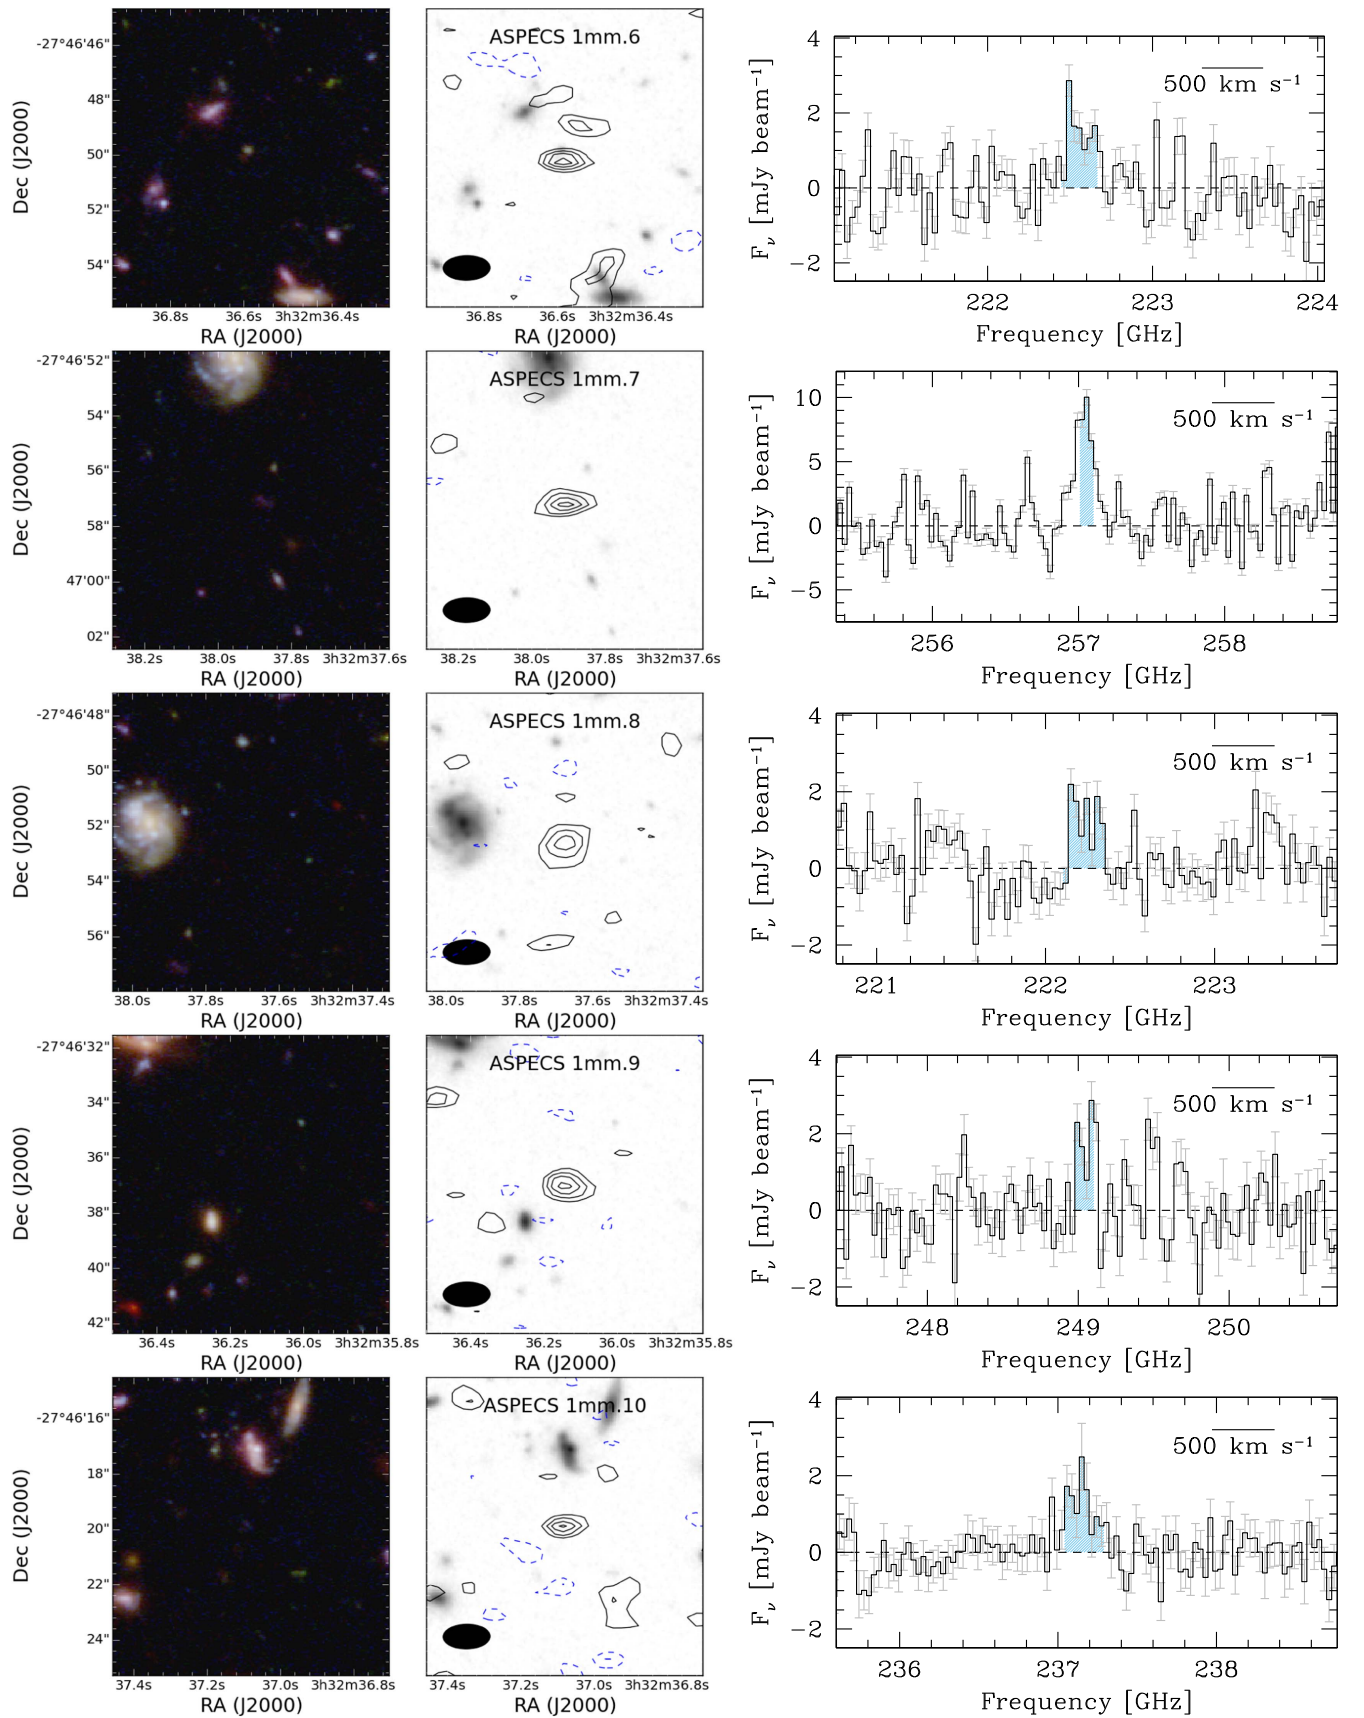 ASPECS 1mm.6
-27°46'46"
48"
50"
52"
54"
Dec (J2000)
36.8s 36.6s 3h32m36.4s
RA (J2000)
36.8s 36.6s 3h32m36.4s
RA (J2000)
4
2
0
−2
Fν [mJy beam−1]
500 km s−1
222 223 224
Frequency [GHz]
ASPECS 1mm.7
-27°46'52"
54"
56"
58"
47'00"
02"
Dec (J2000)
38.2s 38.0s 37.8s 3h32m37.6s
RA (J2000)
38.2s 38.0s 37.8s 3h32m37.6s
RA (J2000)
10
5
0
−5
Fν [mJy beam−1]
500 km s−1
256 257 258
Frequency [GHz]
ASPECS 1mm.8
-27°46'48"
50"
52"
54"
56"
Dec (J2000)
38.0s 37.8s 37.6s 3h32m37.4s
RA (J2000)
38.0s 37.8s 37.6s 3h32m37.4s
RA (J2000)
4
2
0
−2
Fν [mJy beam−1]
500 km s−1
221 222 223
Frequency [GHz]
ASPECS 1mm.9
-27°46'32"
34"
36"
38"
40"
42"
Dec (J2000)
36.4s 36.2s 36.0s 3h32m35.8s
RA (J2000)
36.4s 36.2s 36.0s 3h32m35.8s
RA (J2000)
4
2
0
−2
Fν [mJy beam−1]
500 km s−1
248 249 250
Frequency [GHz]
ASPECS 1mm.10
-27°46'16"
18"
20"
22"
24"
Dec (J2000)
37.4s 37.2s 37.0s 3h32m36.8s
RA (J2000)
37.4s 37.2s 37.0s 3h32m36.8s
RA (J2000)
4
2
0
−2
Fν [mJy beam−1]
500 km s−1
236 237 238
Frequency [GHz]